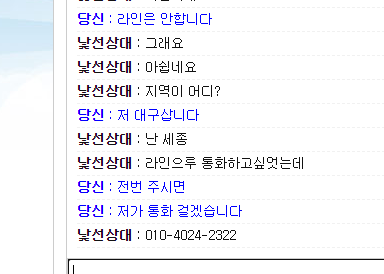 당신 : 라인은 안합니다
낯선상대 : 그래요
낯선상대 : 아쉽네요
낯선상대 : 지역이 어디?
당신 : 저 대구삽니다
낯선상대 : 난 세종
낯선상대 : 라인으루 통화하고싶엇는데
당신 : 전번 주시면
당신 : 저가 통화 걸겠습니다
낯선상대 : 010-4024-2322